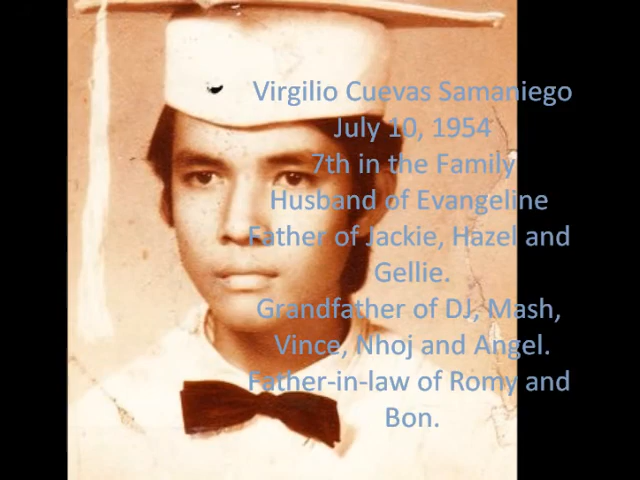 Virgilio Cuevas Samaniego
July 10, 1954
7th in the Family
Husband of Evangeline
Father of Jackie, Hazel and
Gellie.
Grandfather of DJ, Mash,
Vince, Nhoj and Angel.
Father-in-law of Romy and
Bon.